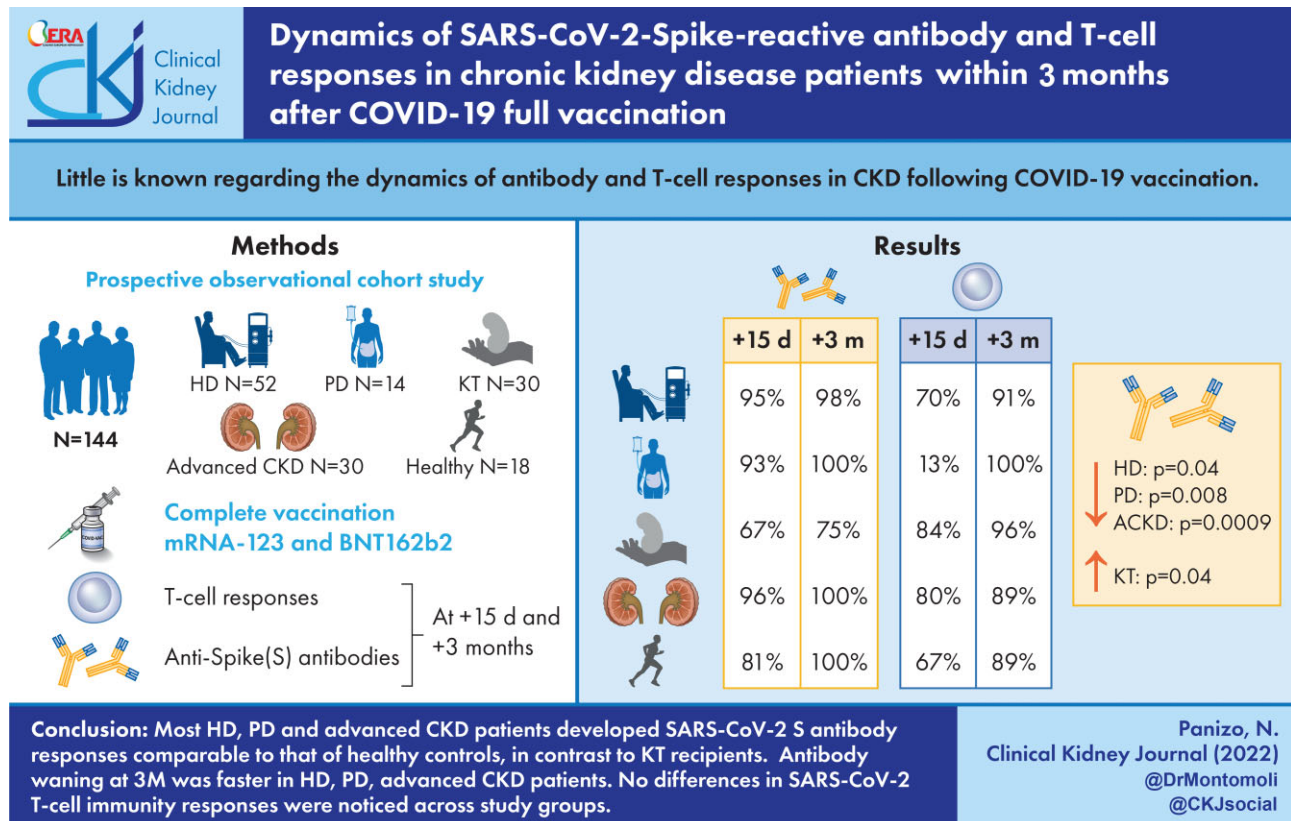 ERA
CKJ
Clinical
Kidney
Journal
Dynamics of SARS-CoV-2-Spike-reactive antibody and T-cell
responses in chronic kidney disease patients within 3 months
after COVID-19 full vaccination
Little is known regarding the dynamics of antibody and T-cell responses in CKD following COVID-19 vaccination.
Methods
Prospective observational cohort study
N=144
HD N=52
PD N=14
KT N=30
Advanced CKD N=30
Healthy N=18
Complete vaccination
mRNA-123 and BNT162b2
T-cell responses
Anti-Spike(S) antibodies
At +15 d and
+3 months
Results
+15 d +3 m +15 d +3 m
95% 98% 70% 91%
93% 100% 13% 100%
67% 75% 84% 96%
96% 100% 80% 89%
81% 100% 67% 89%
HD: p=0.04
PD: p=0.008
ACKD: p=0.0009
KT: p=0.04
Conclusion: Most HD, PD and advanced CKD patients developed SARS-CoV-2 S antibody
responses comparable to that of healthy controls, in contrast to KT recipients. Antibody
waning at 3M was faster in HD, PD, advanced CKD patients. No differences in SARS-CoV-2
T-cell immunity responses were noticed across study groups.
Panizo, N.
Clinical Kidney Journal (2022)
@DrMontomoli
@CKJsocial